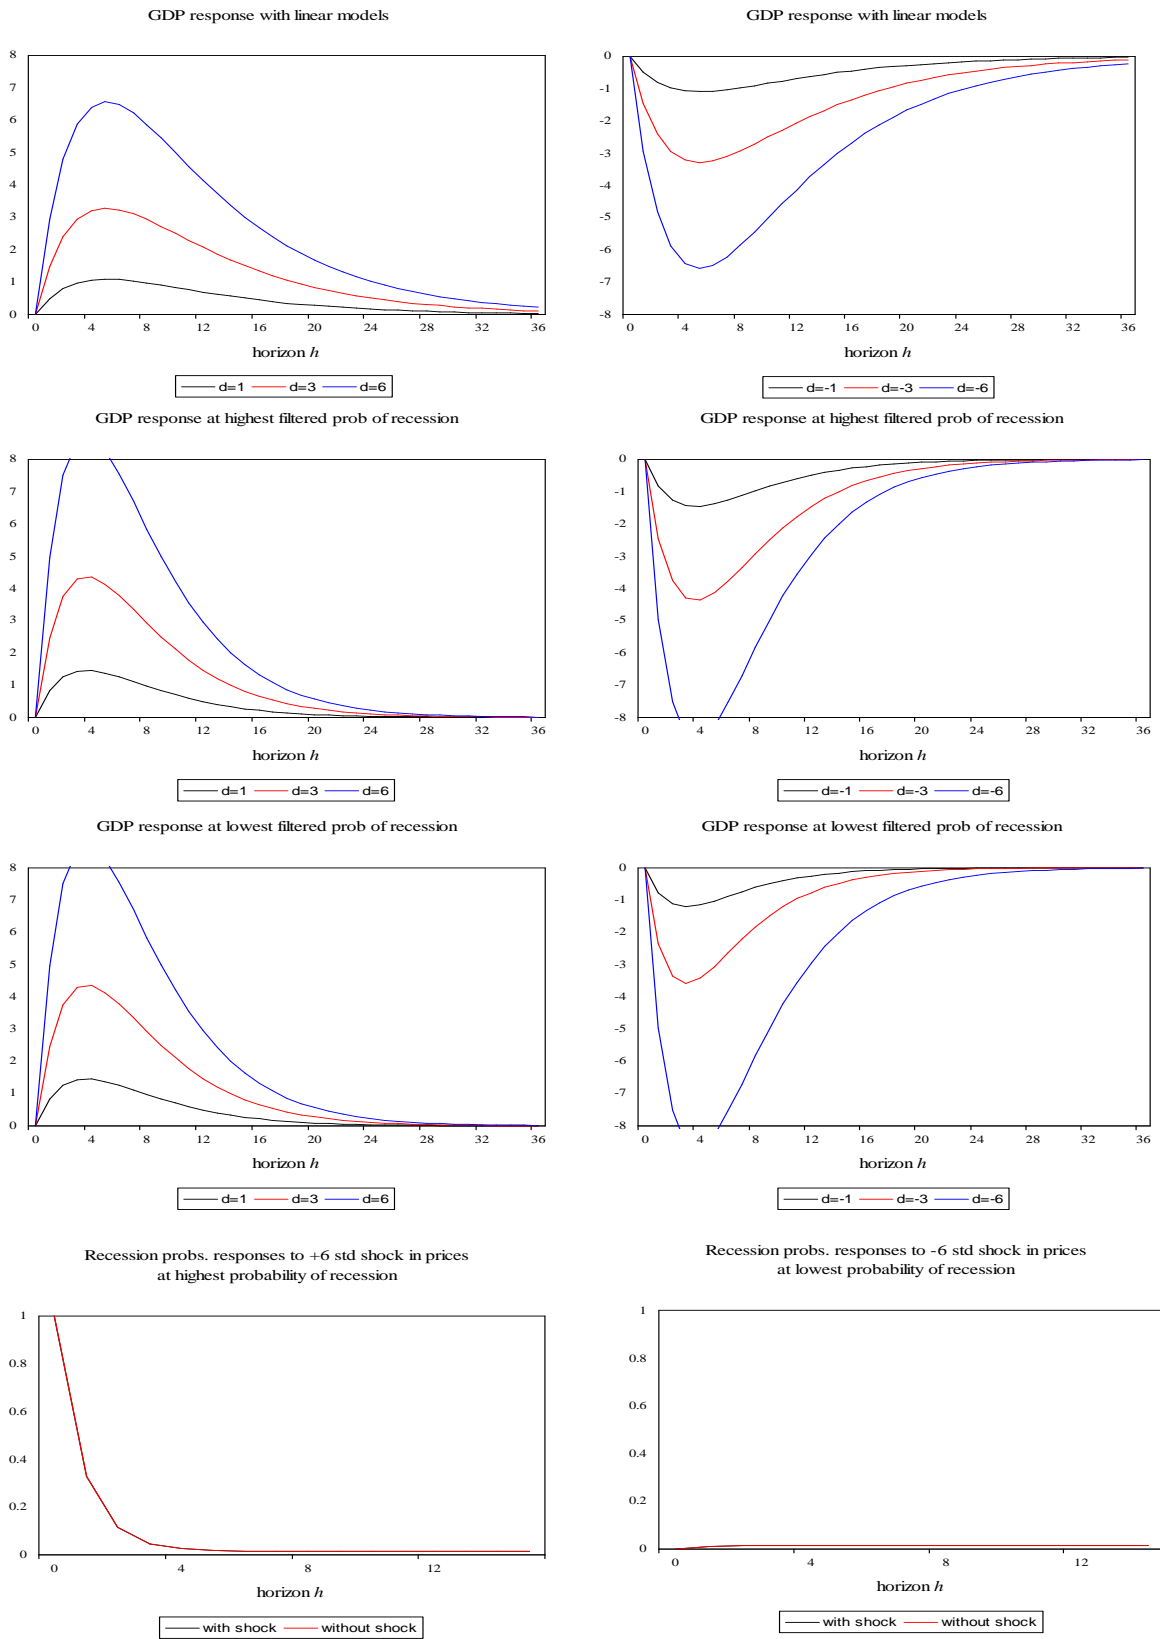 GDP response with linear models
8
7
6
5
4
3
2
1
0
0 4 8 12 16 20 24 28 32 36
horizon h
d=1 d=3 d=6
GDP response with linear models
0
-1
-2
-3
-4
-5
-6
-7
-8
0 4 8 12 16 20 24 28 32 36
horizon h
d=-1 d=-3 d=-6
GDP response at highest filtered prob of recession
8
7
6
5
4
3
2
1
0
0 4 8 12 16 20 24 28 32 36
horizon h
d=1 d=3 d=6
GDP response at highest filtered prob of recession
0
-1
-2
-3
-4
-5
-6
-7
-8
0 4 8 12 16 20 24 28 32 36
horizon h
d=-1 d=-3 d=-6
GDP response at lowest filtered prob of recession
8
7
6
5
4
3
2
1
0
0 4 8 12 16 20 24 28 32 36
horizon h
d=1 d=3 d=6
GDP response at lowest filtered prob of recession
0
-1
-2
-3
-4
-5
-6
-7
-8
0 4 8 12 16 20 24 28 32 36
horizon h
d=-1 d=-3 d=-6
Recession probs. responses to +6 std shock in prices
at highest probability of recession
1
0.8
0.6
0.4
0.2
0
0 4 8 12
horizon h
with shock without shock
Recession probs. responses to -6 std shock in prices
at lowest probability of recession
1
0.8
0.6
0.4
0.2
0
0 4 8 12
horizon h
with shock without shock